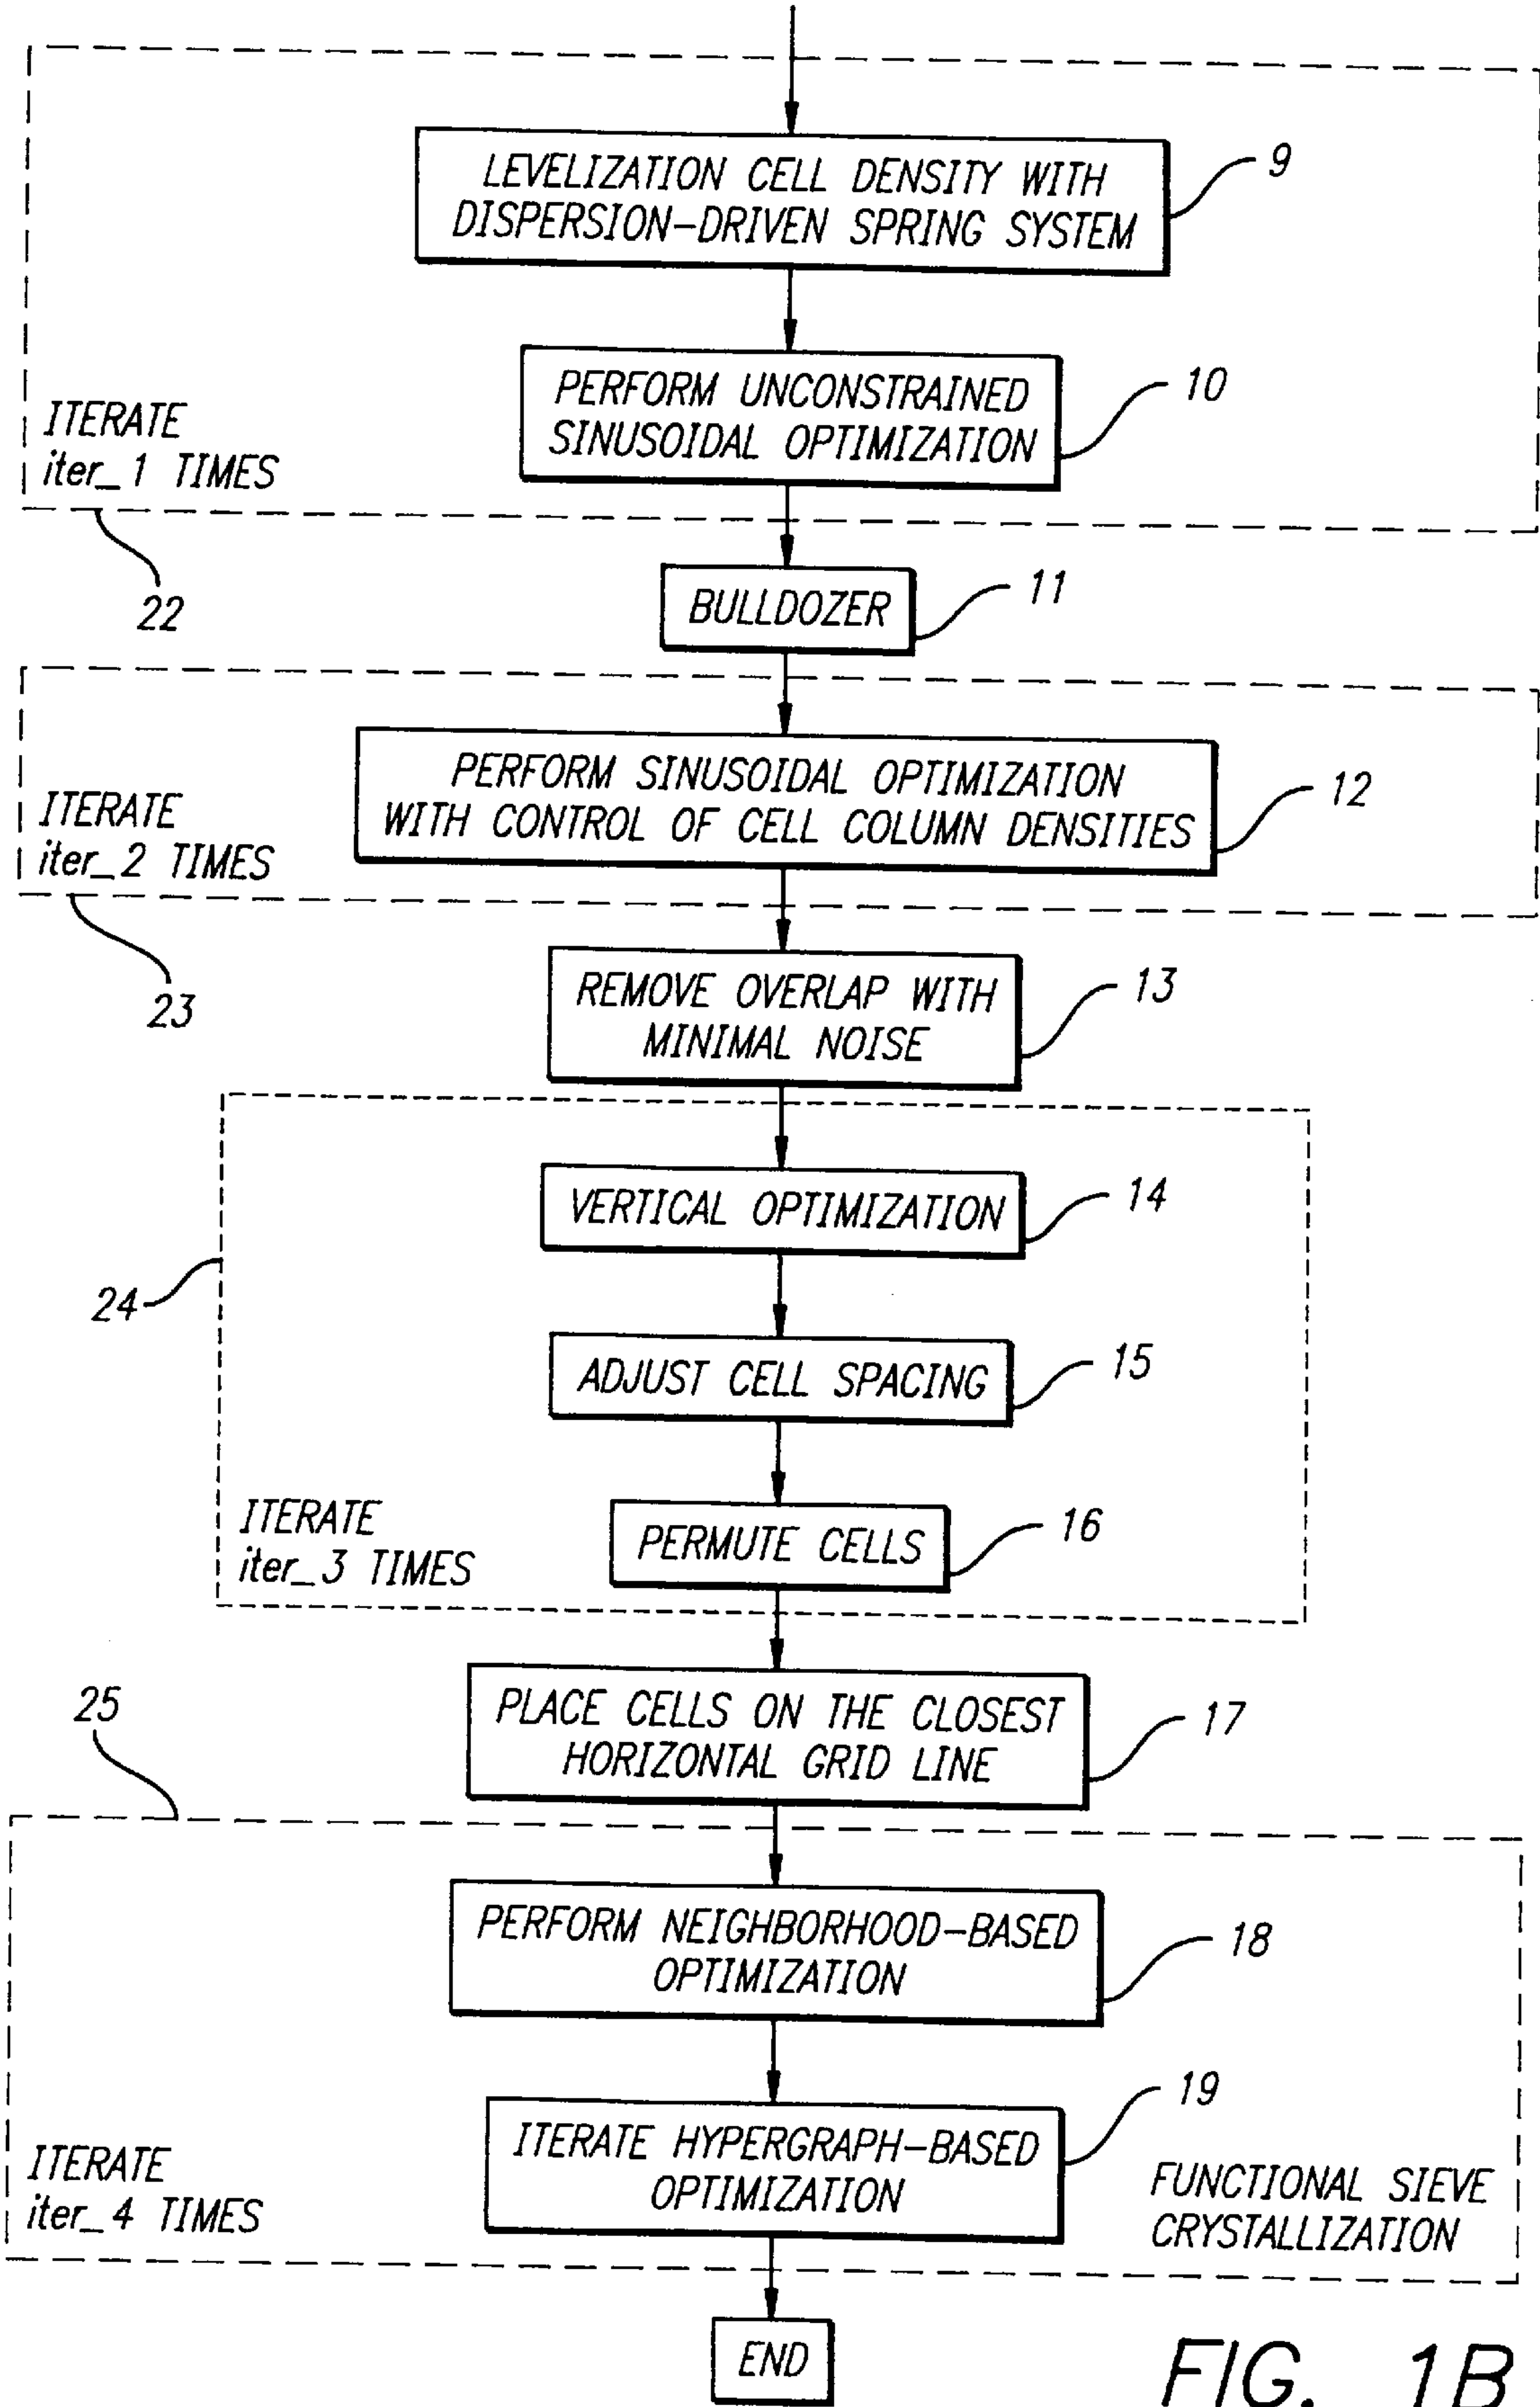 LEVELIZATION CELL DENSITY WITH
DISPERSION-DRIVEN SPRING SYSTEM
9
PERFORM UNCONSTRAINED
SINUSOIDAL OPTIMIZATION
10
ITERATE
iter_1 TIMES
22
BULLDOZER
11
PERFORM SINUSOIDAL OPTIMIZATION
WITH CONTROL OF CELL COLUMN DENSITIES
12
ITERATE
iter_2 TIMES
23
REMOVE OVERLAP WITH
MINIMAL NOISE
13
VERTICAL OPTIMIZATION
14
24
ADJUST CELL SPACING
15
PERMUTE CELLS
16
ITERATE
iter_3 TIMES
PLACE CELLS ON THE CLOSEST
HORIZONTAL GRID LINE
17
25
PERFORM NEIGHBORHOOD-BASED
OPTIMIZATION
18
ITERATE HYPERGRAPH-BASED
OPTIMIZATION
19
ITERATE
iter_4 TIMES
FUNCTIONAL SIEVE
CRYSTALLIZATION
END
FIG. 1B